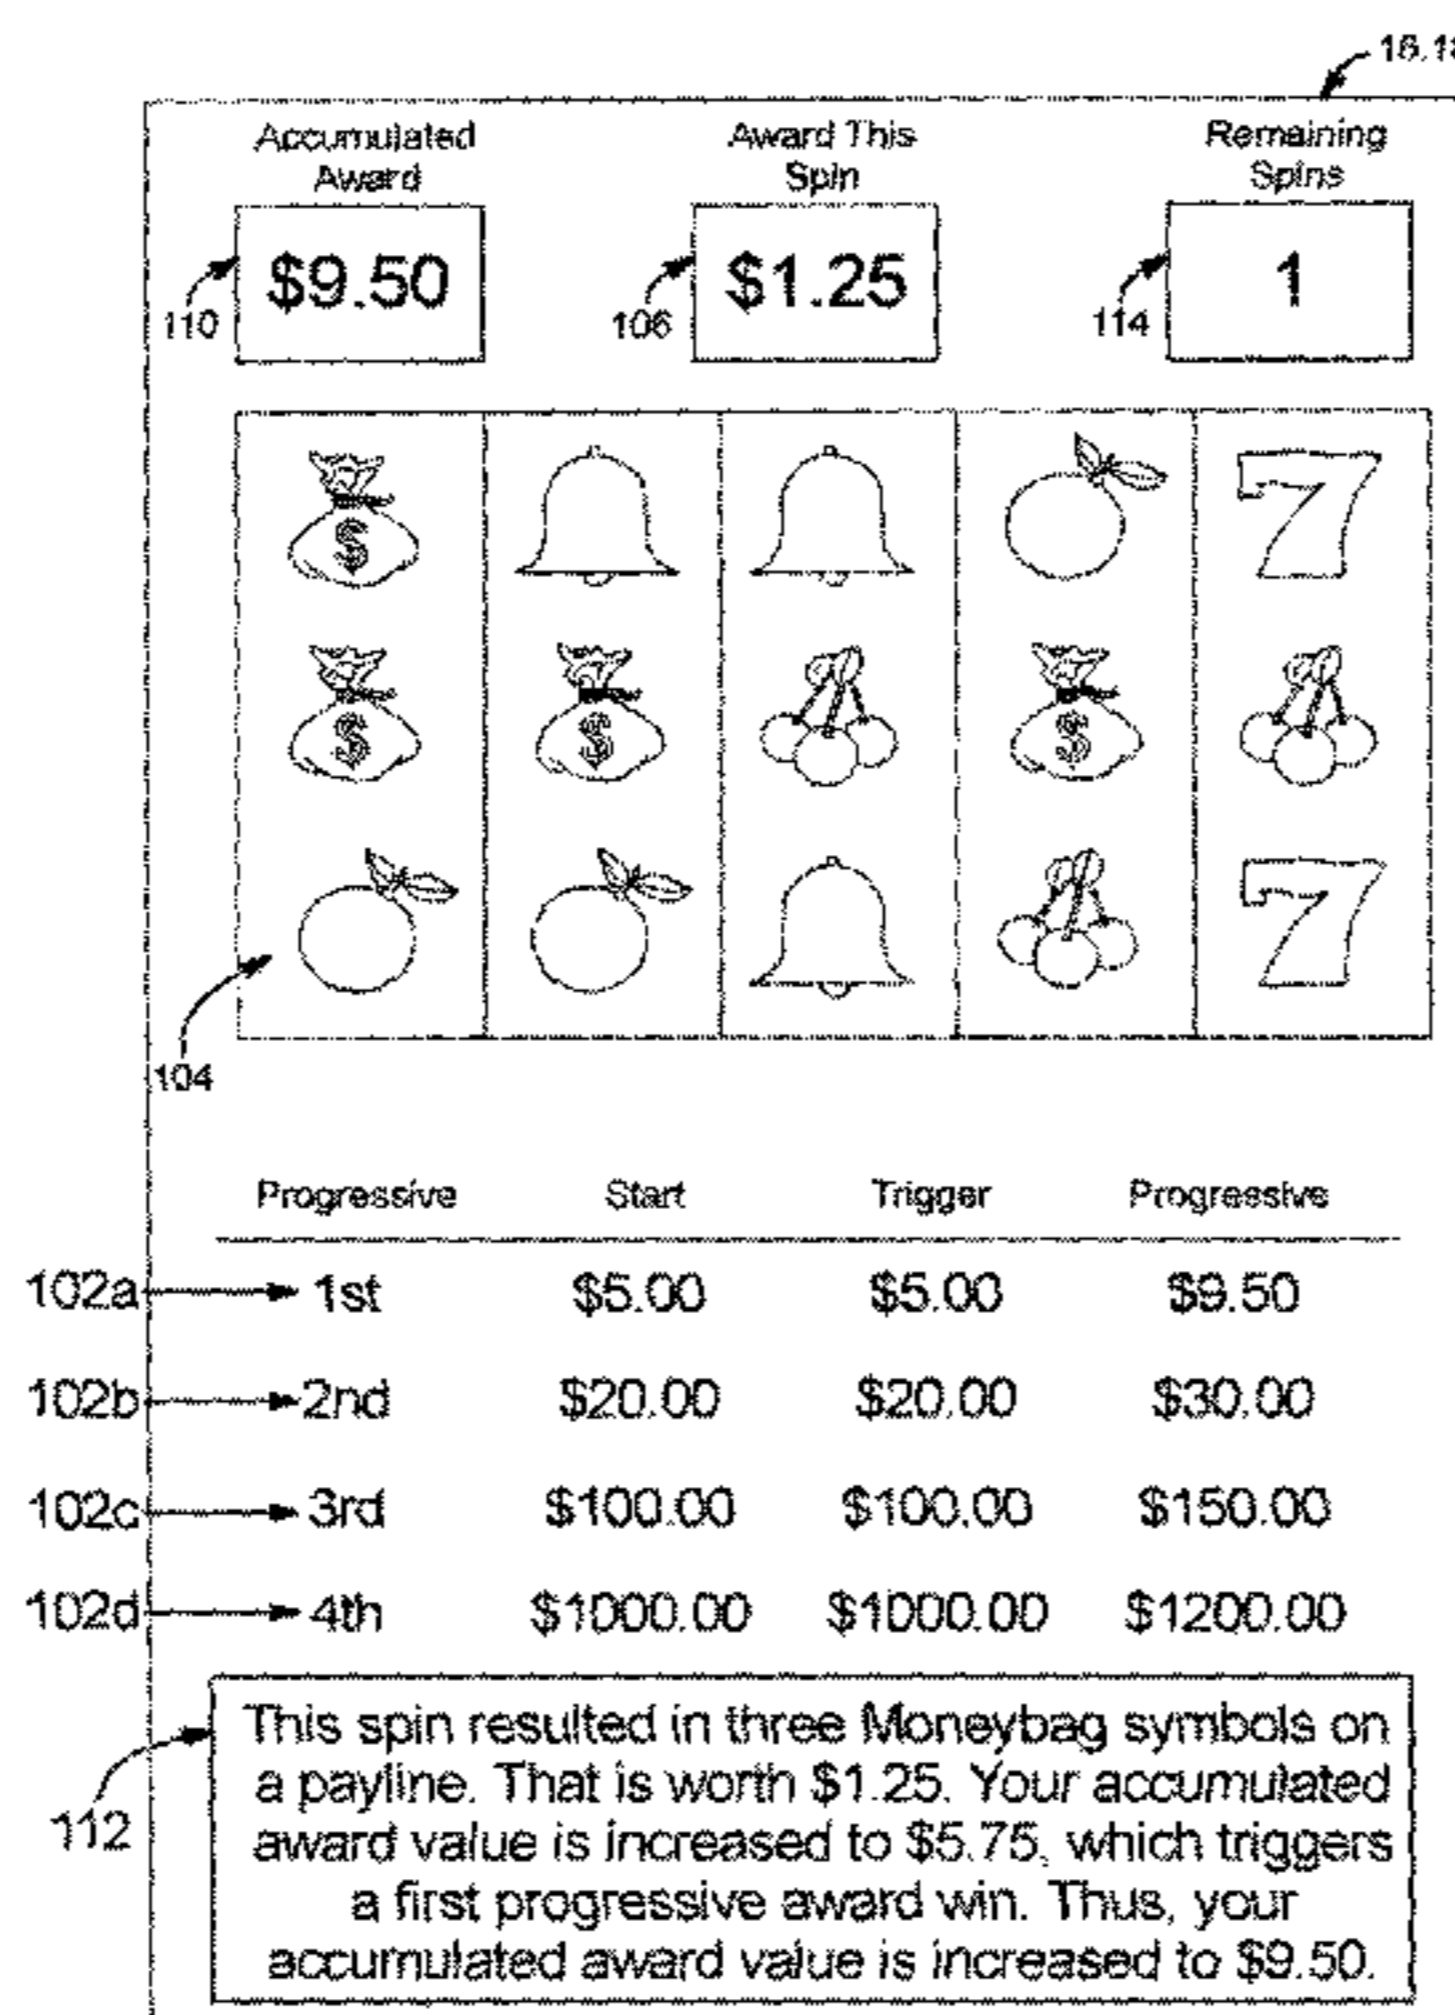 16,18
Accumulated Award This Remaining
Award Spin Spins
$9.50 $1.25 1
110 106 114
$
$ $ $
104
Progressive Start Trigger Progressive
102a 1st $5.00 $5.00 $9.50
102b 2nd $20.00 $20.00 $30.00
102c 3rd $100.00 $100.00 $150.00
102d 4th $1000.00 $1000.00 $1200.00
This spin resulted in three Moneybag symbols on
a payline. That is worth $1.25. Your accumulated
award value is increased to $5.75, which triggers
112
a first progressive award win. Thus, your
accumulated award value is increased to $9.50.